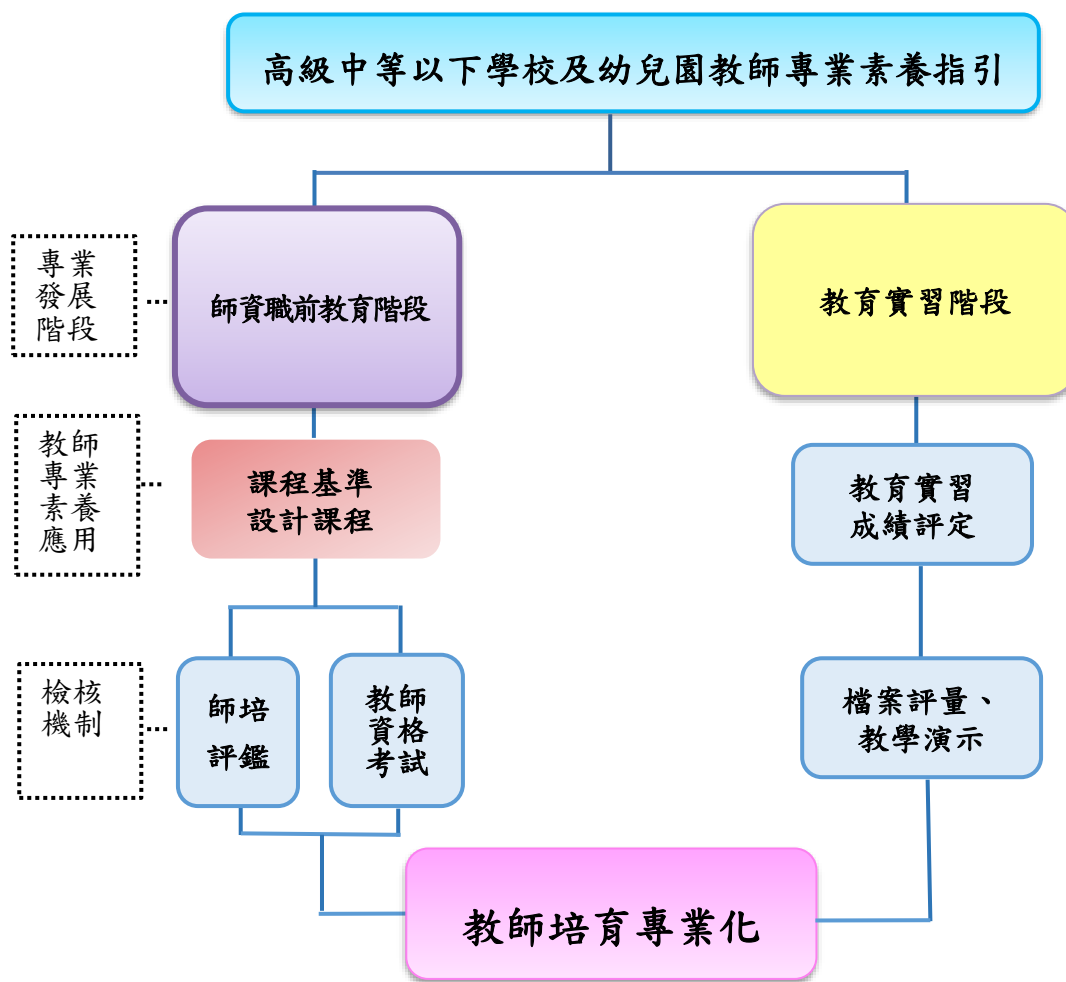 高級中等以下學校及幼兒園教師專業素養指引
專業
發展
階段
師資職前教育階段
教育實習階段
教師
專業
素養
應用
課程基準
設計課程
教育實習
成績評定
檢核
機制
師培
評鑑
教師
資格
考試
檔案評量、
教學演示
教師培育專業化